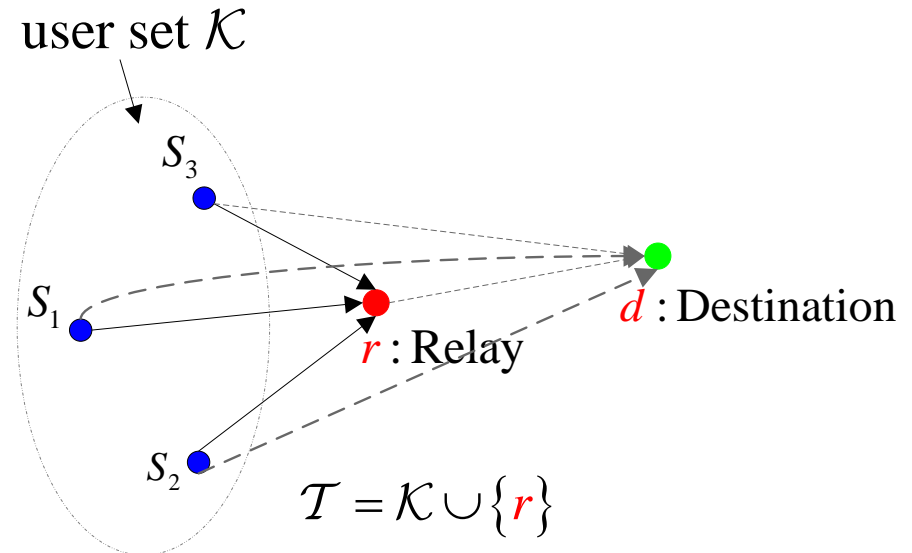 user set 𝒦
S₃
S₁
d : Destination
r : Relay
S₂
𝒯 = 𝒦 ∪ {r}